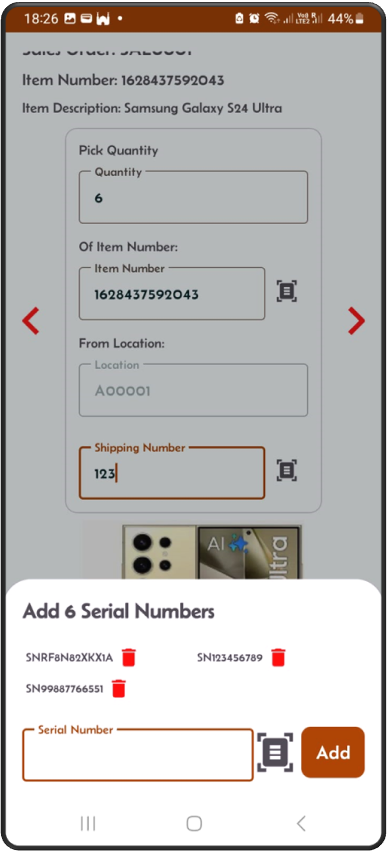 18:26 44%
Sales Order: SAL0001
Item Number: 1628437592043
Item Description: Samsung Galaxy S24 Ultra
Pick Quantity
Quantity
6
Of Item Number:
Item Number
1628437592043
From Location:
Location
A00001
Shipping Number
123
AI Ultra
Add 6 Serial Numbers
SNRF8N82XKX1A SN123456789
SN99887766551
Serial Number
Add